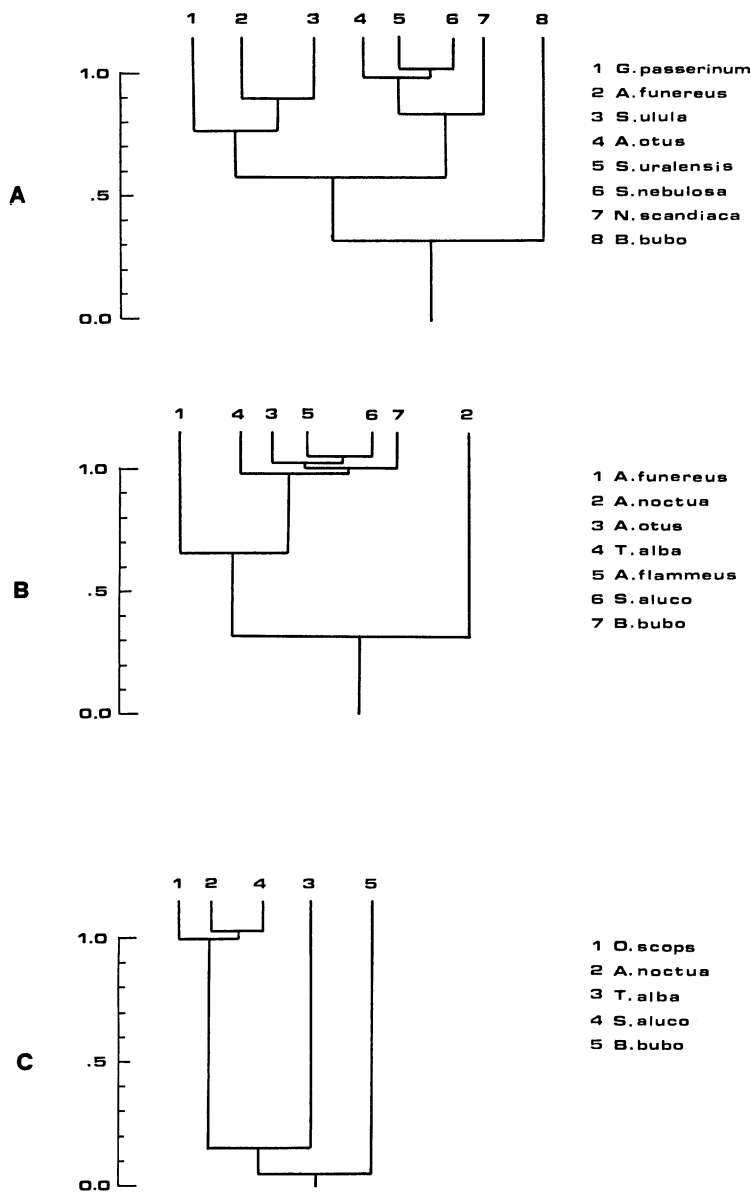 1 2 3 4 5 6 7 8
1.0
.5
0.0
A
1 G.passerinum
2 A.funereus
3 S.ulula
4 A.otus
5 S.uralensis
6 S.nebulosa
7 N.scandiaca
8 B.bubo
1 4 3 5 6 7 2
1.0
.5
0.0
B
1 A.funereus
2 A.noctua
3 A.otus
4 T.alba
5 A.flammeus
6 S.aluco
7 B.bubo
1 2 4 3 5
1.0
.5
0.0
C
1 O.scops
2 A.noctua
3 T.alba
4 S.aluco
5 B.bubo